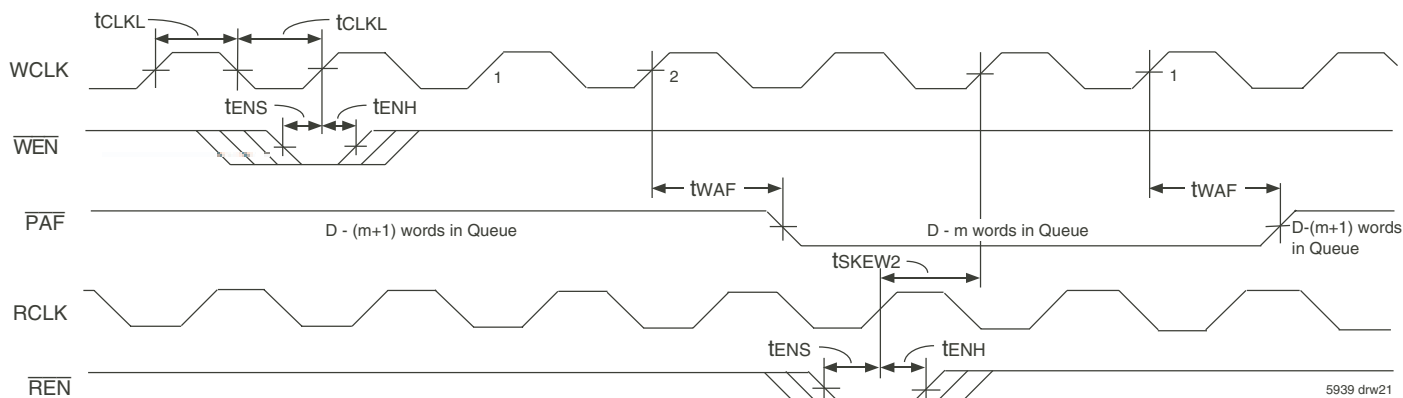 tCLKL tCLKL
WCLK 1 2 1
tENS tENH
WEN
tWAF tWAF
PAF
D - (m+1) words in Queue D - m words in Queue D-(m+1) words
in Queue
tSKEW2
RCLK
tENS tENH
REN
5939 drw21